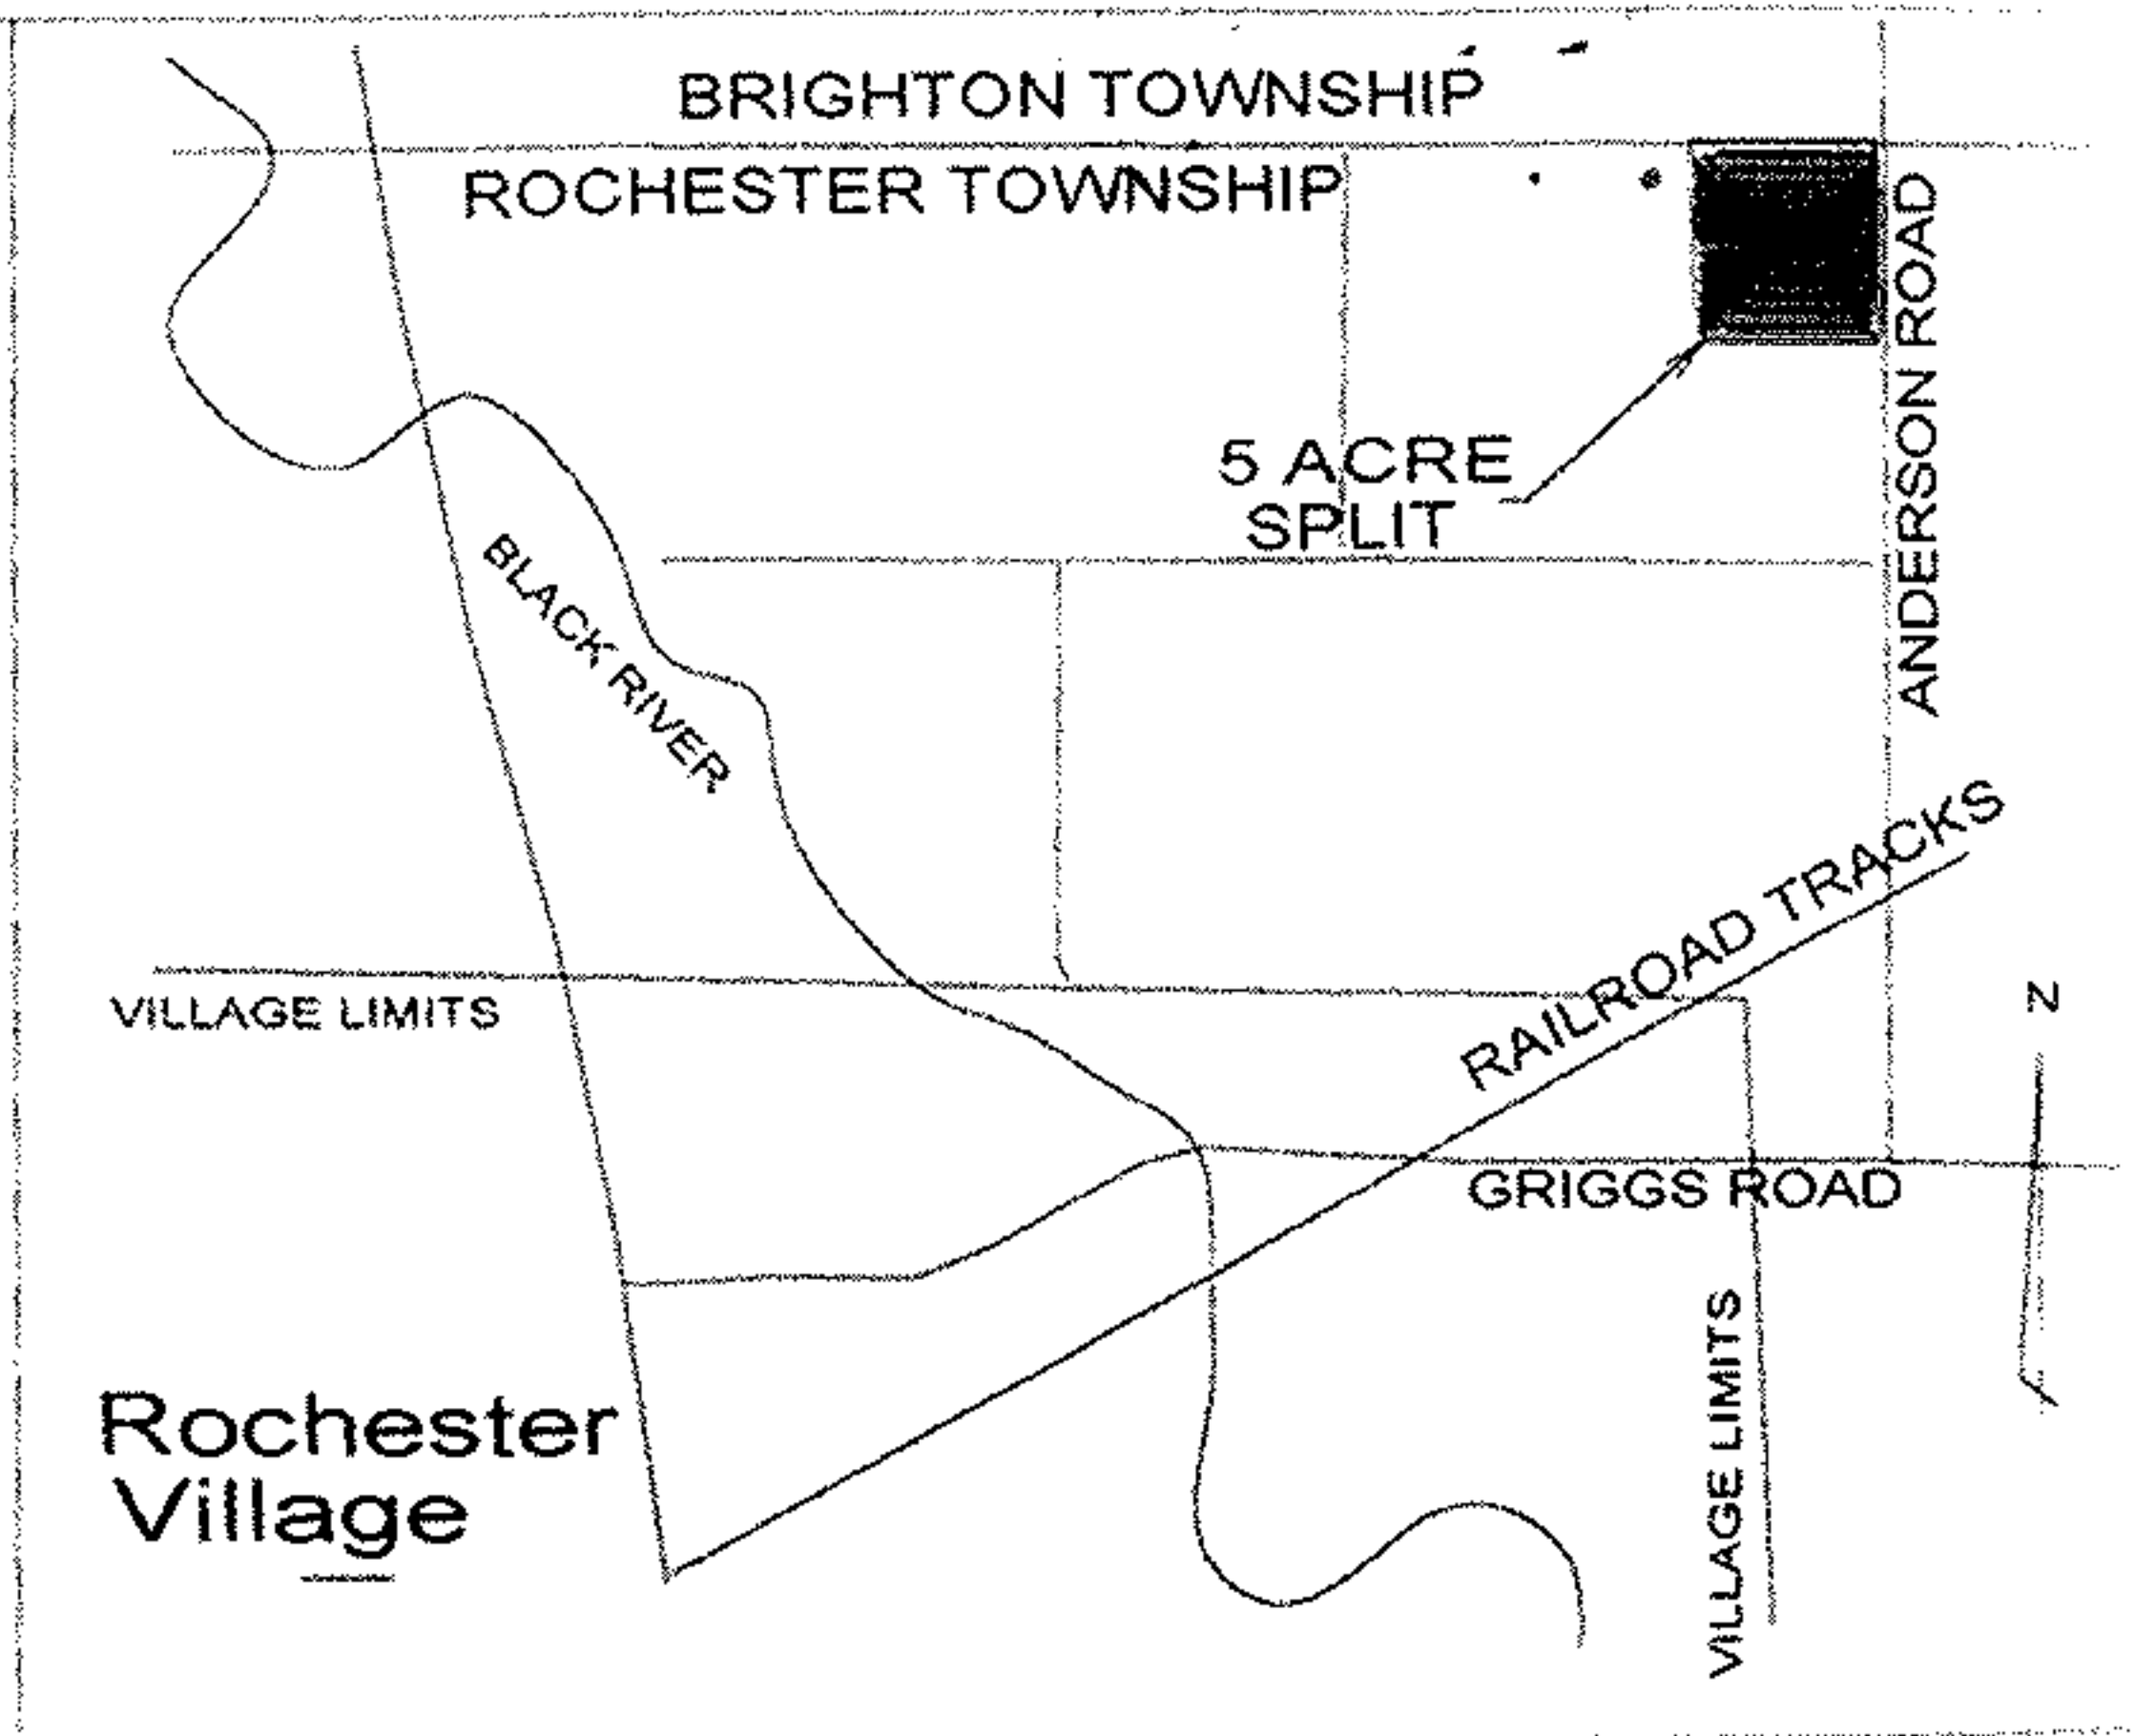 BRIGHTON TOWNSHIP
ROCHESTER TOWNSHIP
ANDERSON ROAD
5 ACRE
SPLIT
BLACK RIVER
RAILROAD TRACKS
VILLAGE LIMITS
N
GRIGGS ROAD
VILLAGE LIMITS
Rochester
Village